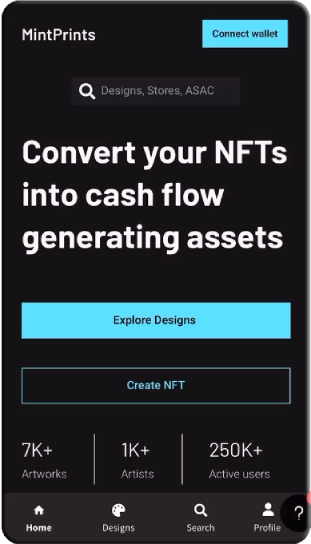 MintPrints
Connect wallet
Designs, Stores, ASAC
Convert your NFTs
into cash flow
generating assets
Explore Designs
Create NFT
7K+ 1K+ 250K+
Artworks Artists Active users
Home Designs Search Profile ?